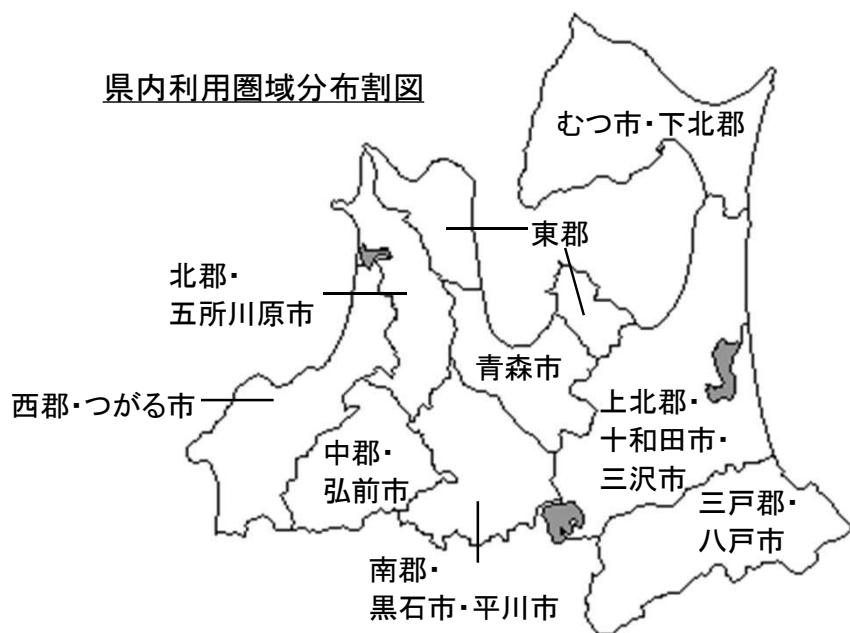 県内利用圏域分布割図
むつ市・下北郡
東郡
北郡・
五所川原市
青森市
西郡・つがる市
上北郡・
十和田市・
三沢市
中郡・
弘前市
三戸郡・
八戸市
南郡・
黒石市・平川市